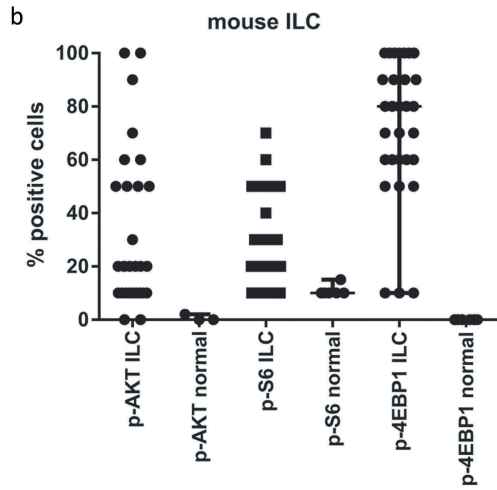 b
mouse ILC
% positive cells
100
80
60
40
20
0
p-AKT ILC
p-AKT normal
p-S6 ILC
p-S6 normal
p-4EBP1 ILC
p-4EBP1 normal